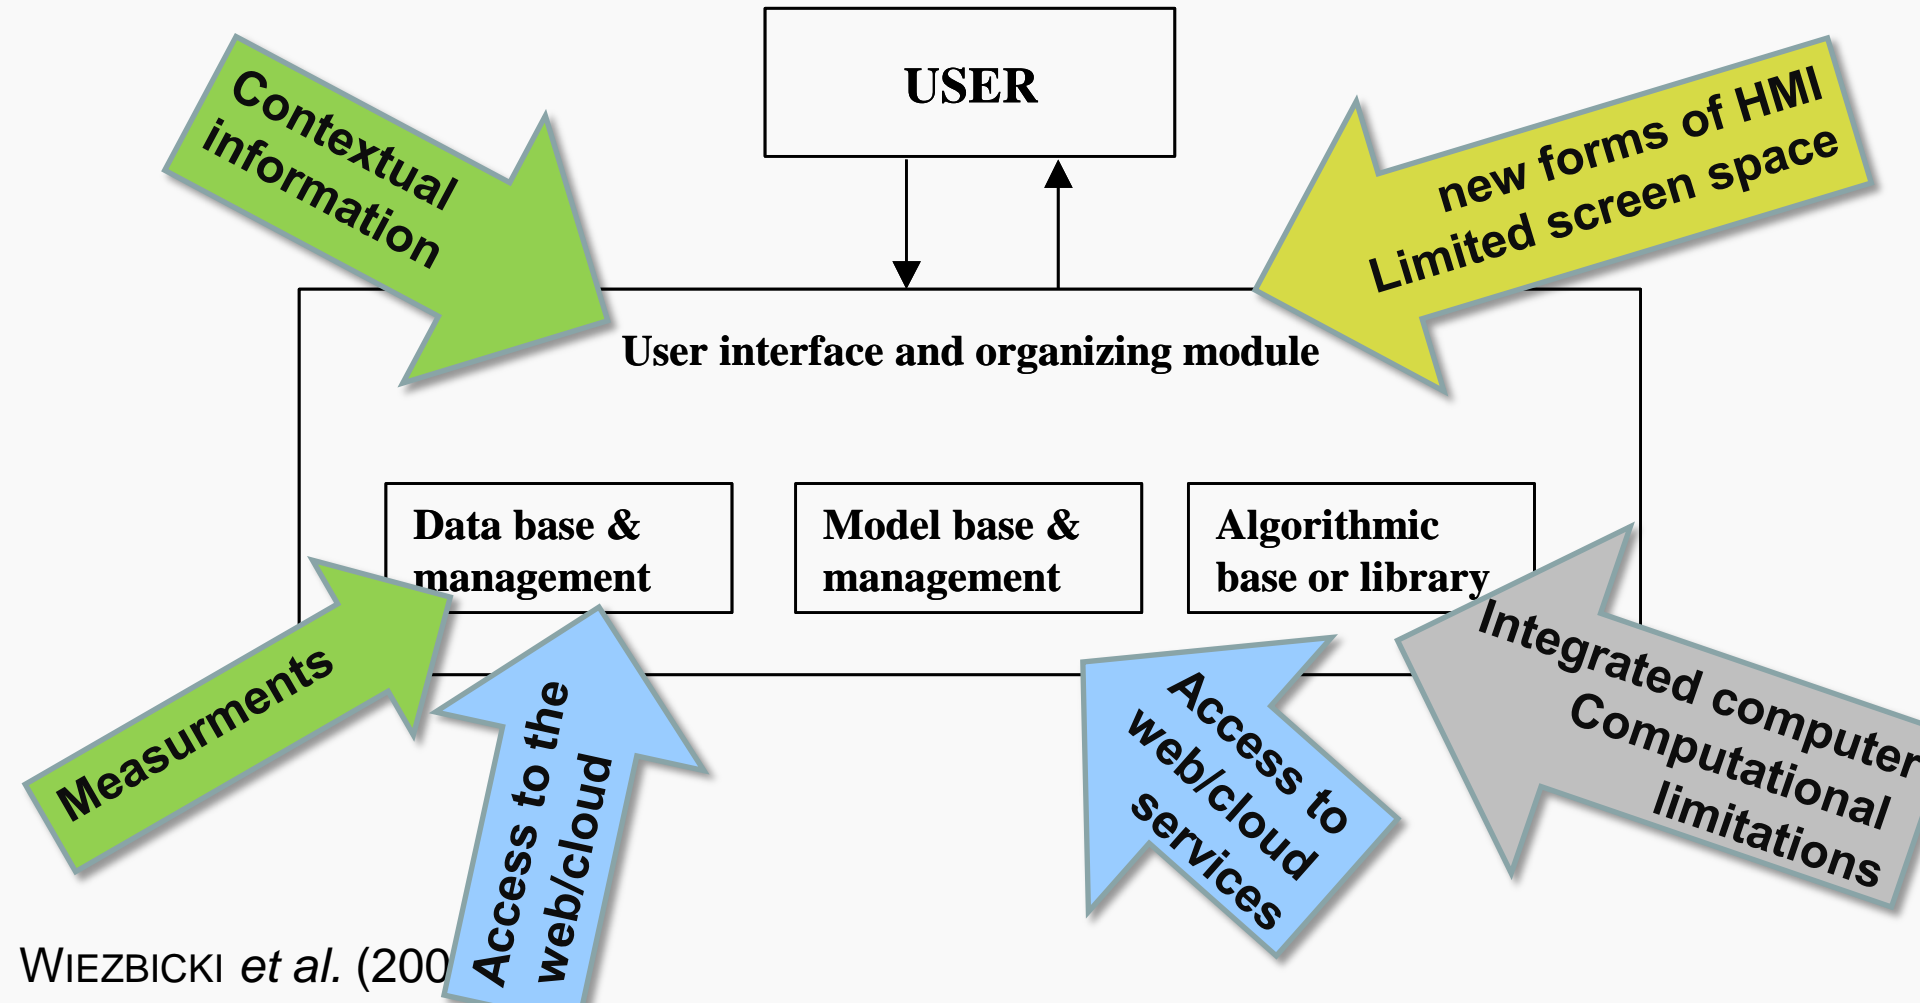 USER
Contextual
information
new forms of HMI
Limited screen space
User interface and organizing module
Data base &
management
Model base &
management
Algorithmic
base or library
Measurments
Access to the
web/cloud
Access to
web/cloud
services
Integrated computer
Computational
limitations
WIEZBICKI et al. (200